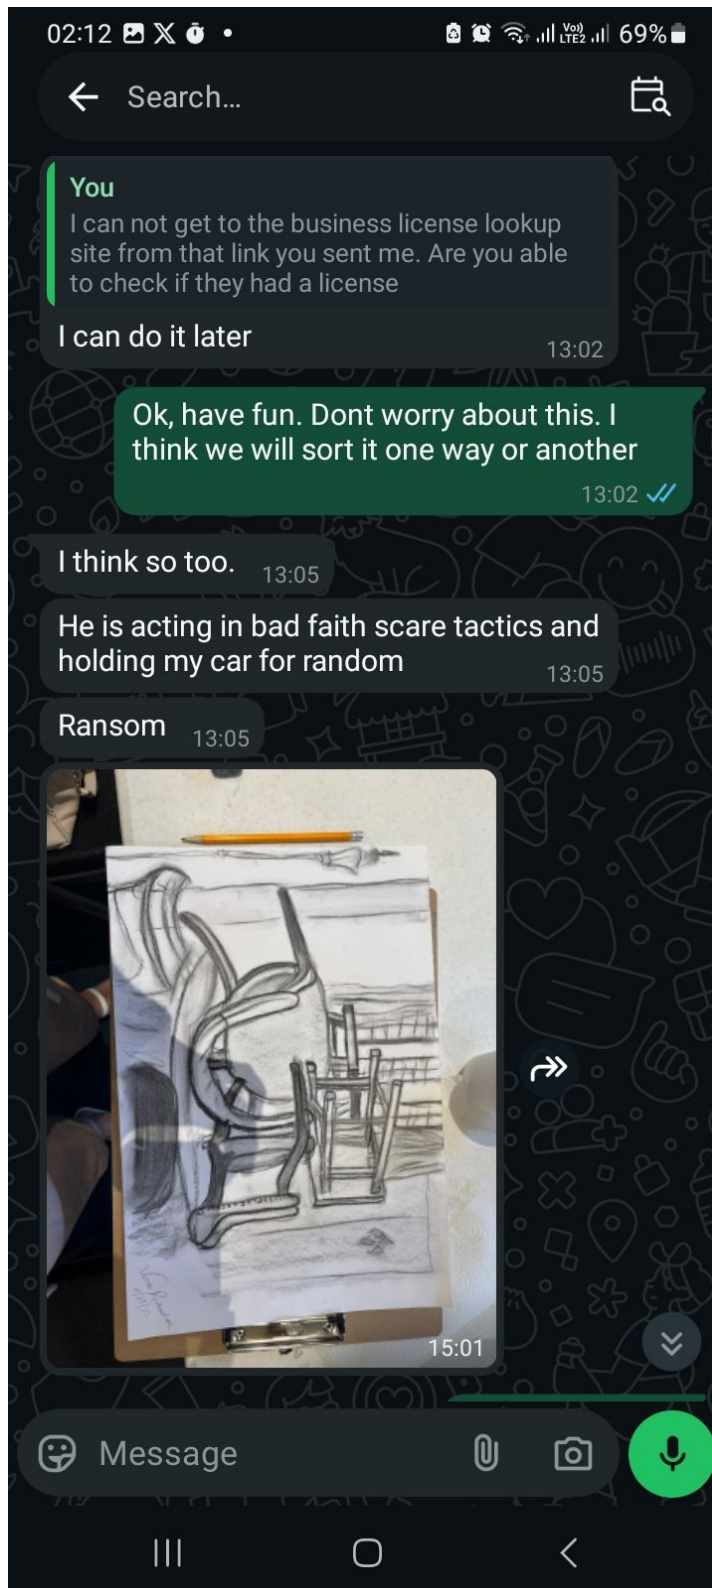 02:12
VoJ) LTE2
69%
Search...
You
I can not get to the business license lookup
site from that link you sent me. Are you able
to check if they had a license
I can do it later
13:02
Ok, have fun. Dont worry about this. I
think we will sort it one way or another
13:02
I think so too.
13:05
He is acting in bad faith scare tactics and
holding my car for random
13:05
Ransom
13:05
15:01
Message